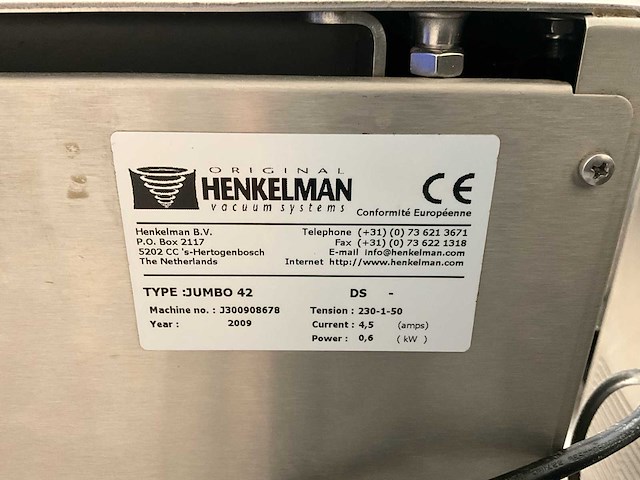 ORIGINAL
HENKELMAN
vacuum systems
CE
Conformité Européenne
Henkelman B.V.
P.O. Box 2117
5202 CC 's-Hertogenbosch
The Netherlands
Telephone (+31) (0) 73 621 3671
Fax (+31) (0) 73 622 1318
E-mail info@henkelman.com
Internet http://www.henkelman.com
TYPE :JUMBO 42 DS -
Machine no. : J300908678
Year : 2009
Tension : 230-1-50
Current : 4,5 (amps)
Power : 0,6 ( kW )